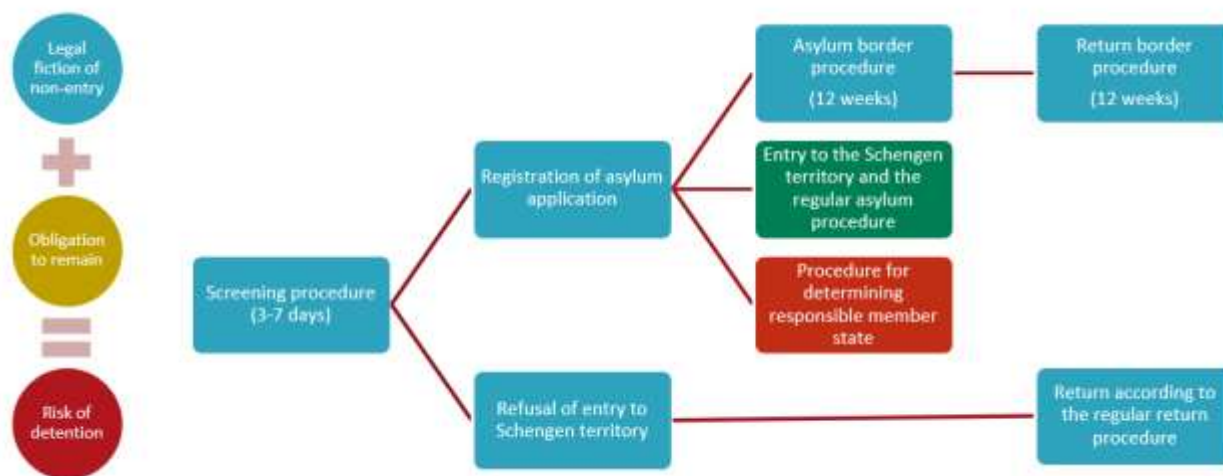 Legal
fiction of
non-entry
Obligation
to remain
Risk of
detention
Screening procedure
(3-7 days)
Registration of asylum
application
Refusal of entry to
Schengen territory
Asylum border
procedure
(12 weeks)
Entry to the Schengen
territory and the
regular asylum
procedure
Procedure for
determining
responsible member
state
Return border
procedure
(12 weeks)
Return according to
the regular return
procedure